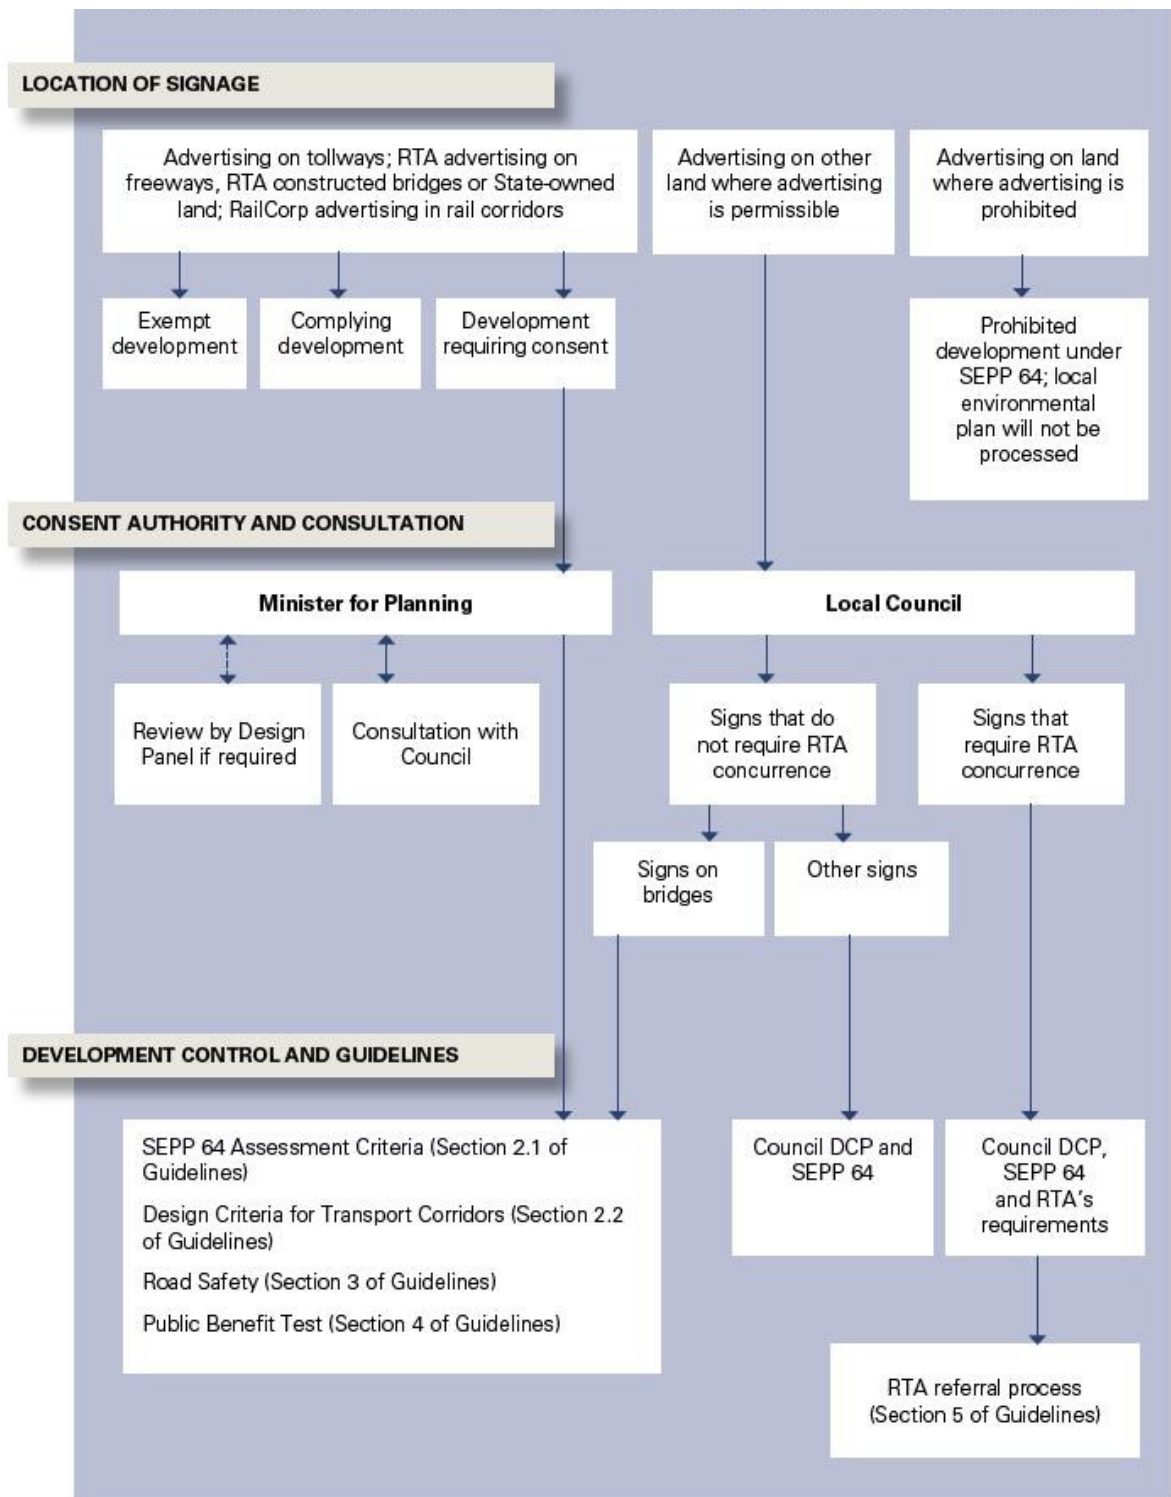 LOCATION OF SIGNAGE
Advertising on tollways; RTA advertising on
freeways, RTA constructed bridges or State-owned
land; RailCorp advertising in rail corridors
Advertising on other
land where advertising
is permissible
Advertising on land
where advertising is
prohibited
Exempt
development
Complying
development
Development
requiring consent
Prohibited
development under
SEPP 64; local
environmental
plan will not be
processed
CONSENT AUTHORITY AND CONSULTATION
Minister for Planning
Local Council
Review by Design
Panel if required
Consultation with
Council
Signs that do
not require RTA
concurrence
Signs that
require RTA
concurrence
Signs on
bridges
Other signs
DEVELOPMENT CONTROL AND GUIDELINES
SEPP 64 Assessment Criteria (Section 2.1 of
Guidelines)
Design Criteria for Transport Corridors (Section 2.2
of Guidelines)
Road Safety (Section 3 of Guidelines)
Public Benefit Test (Section 4 of Guidelines)
Council DCP and
SEPP 64
Council DCP,
SEPP 64
and RTA's
requirements
RTA referral process
(Section 5 of Guidelines)